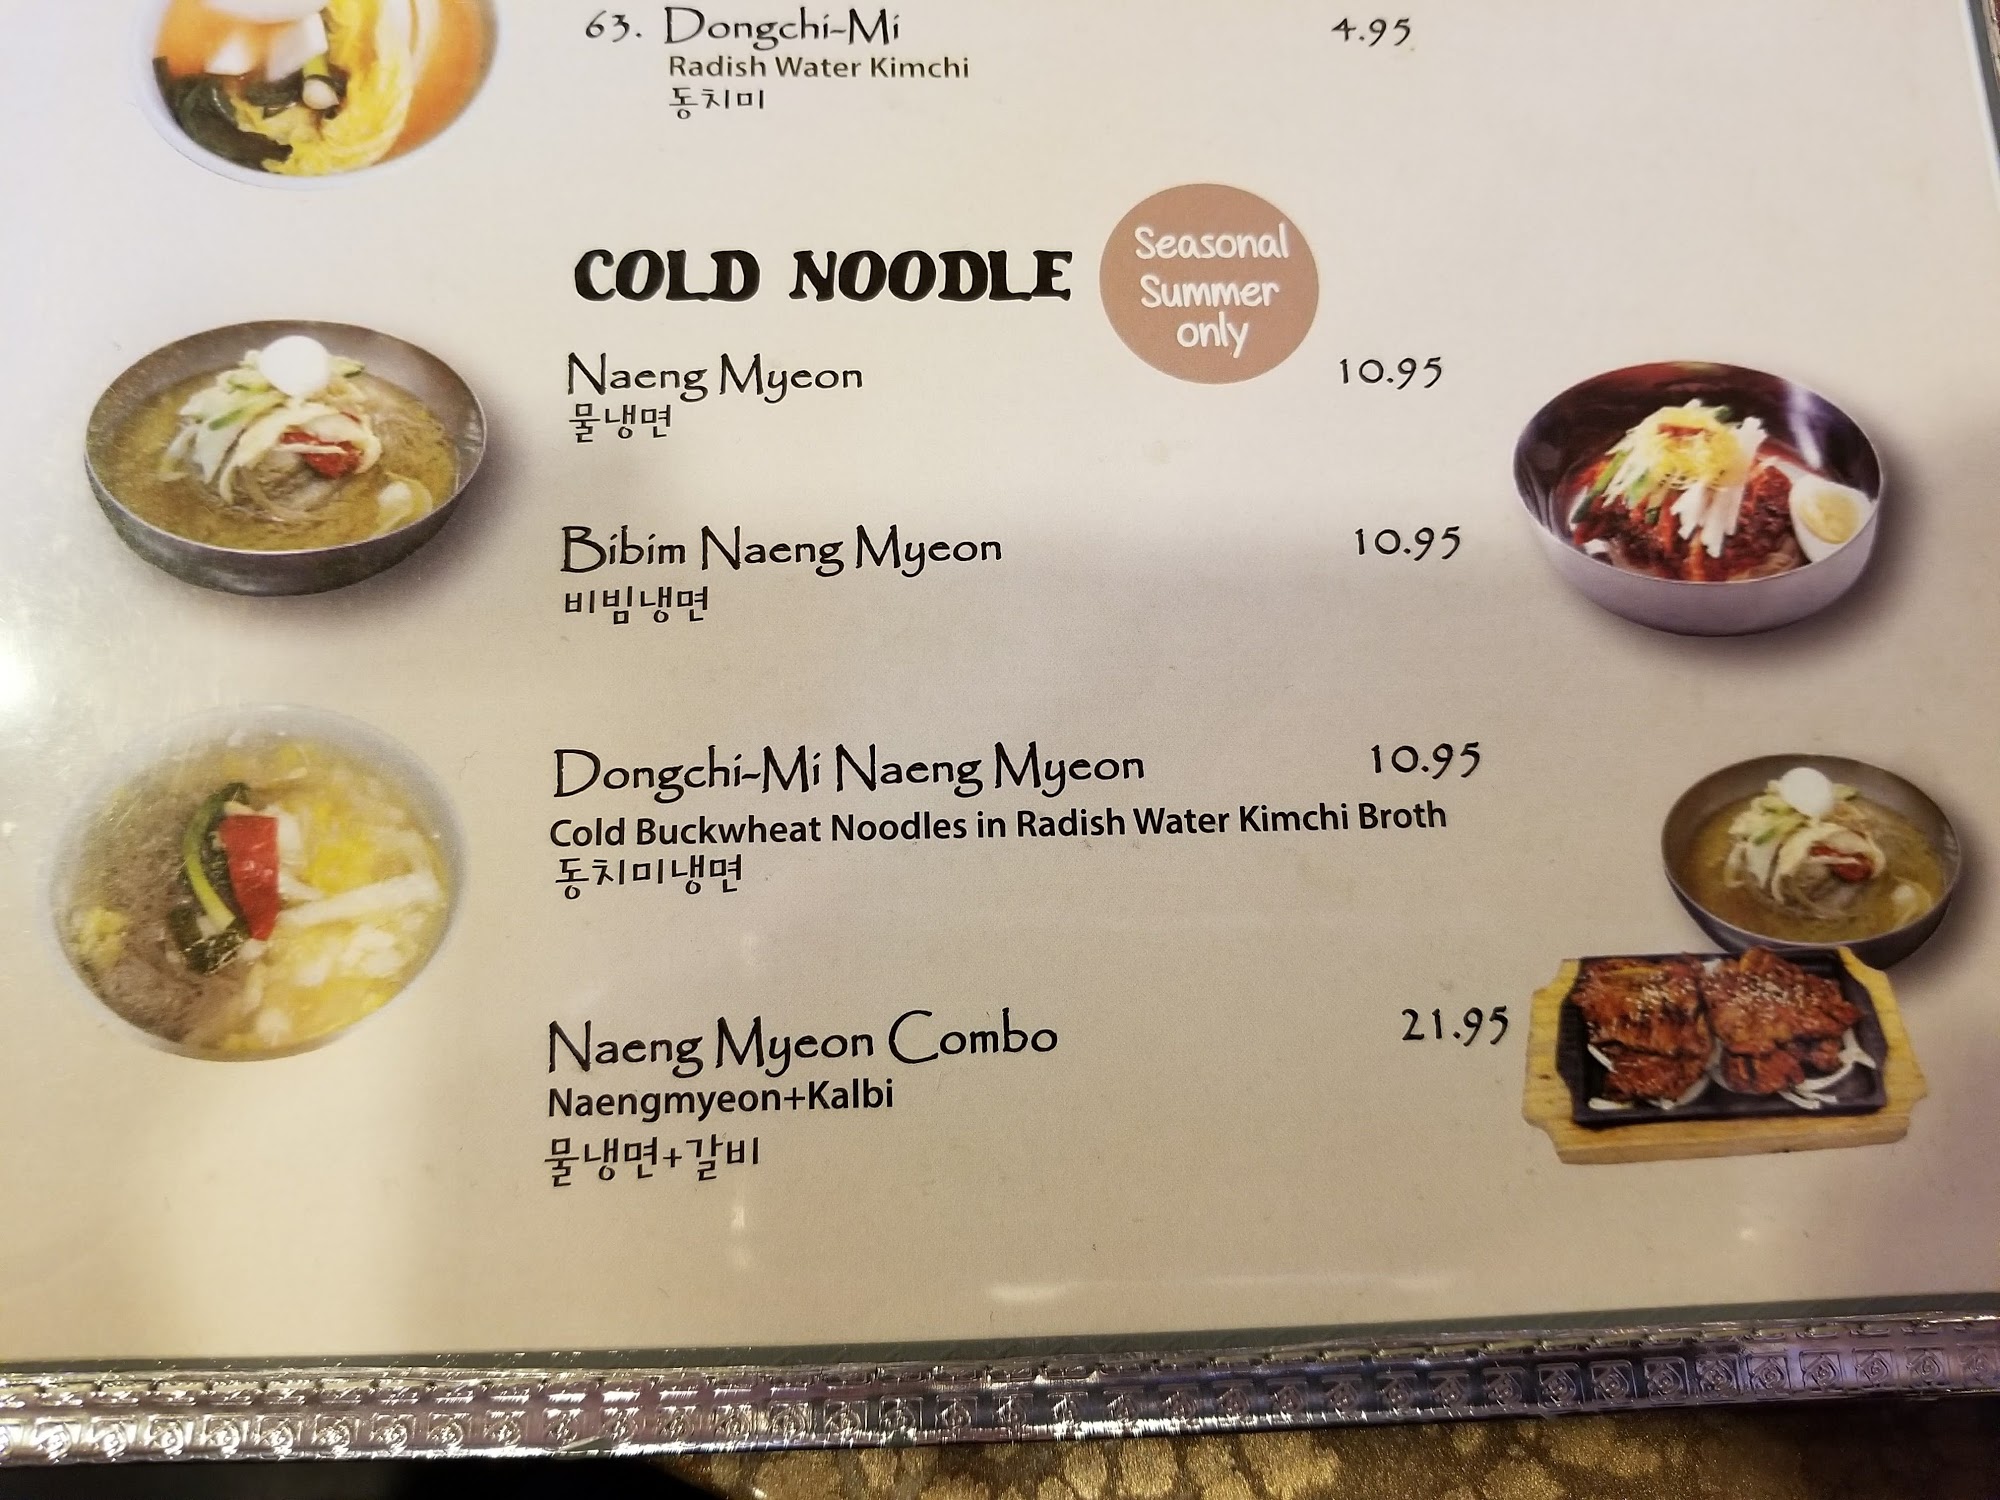 63. Dongchi-Mi 4.95
Radish Water Kimchi
동치미
COLD NOODLE
Seasonal
Summer
only
Naeng Myeon 10.95
물냉면
Bibim Naeng Myeon 10.95
비빔냉면
Dongchi-Mi Naeng Myeon 10.95
Cold Buckwheat Noodles in Radish Water Kimchi Broth
동치미냉면
Naeng Myeon Combo 21.95
Naengmyeon+Kalbi
물냉면+갈비